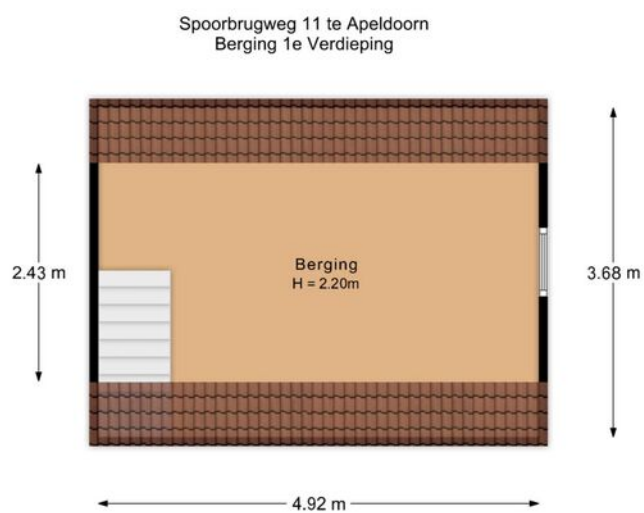 Spoorbrugweg 11 te Apeldoorn
Berging 1e Verdieping
2.43 m
Berging
H = 2.20m
3.68 m
4.92 m